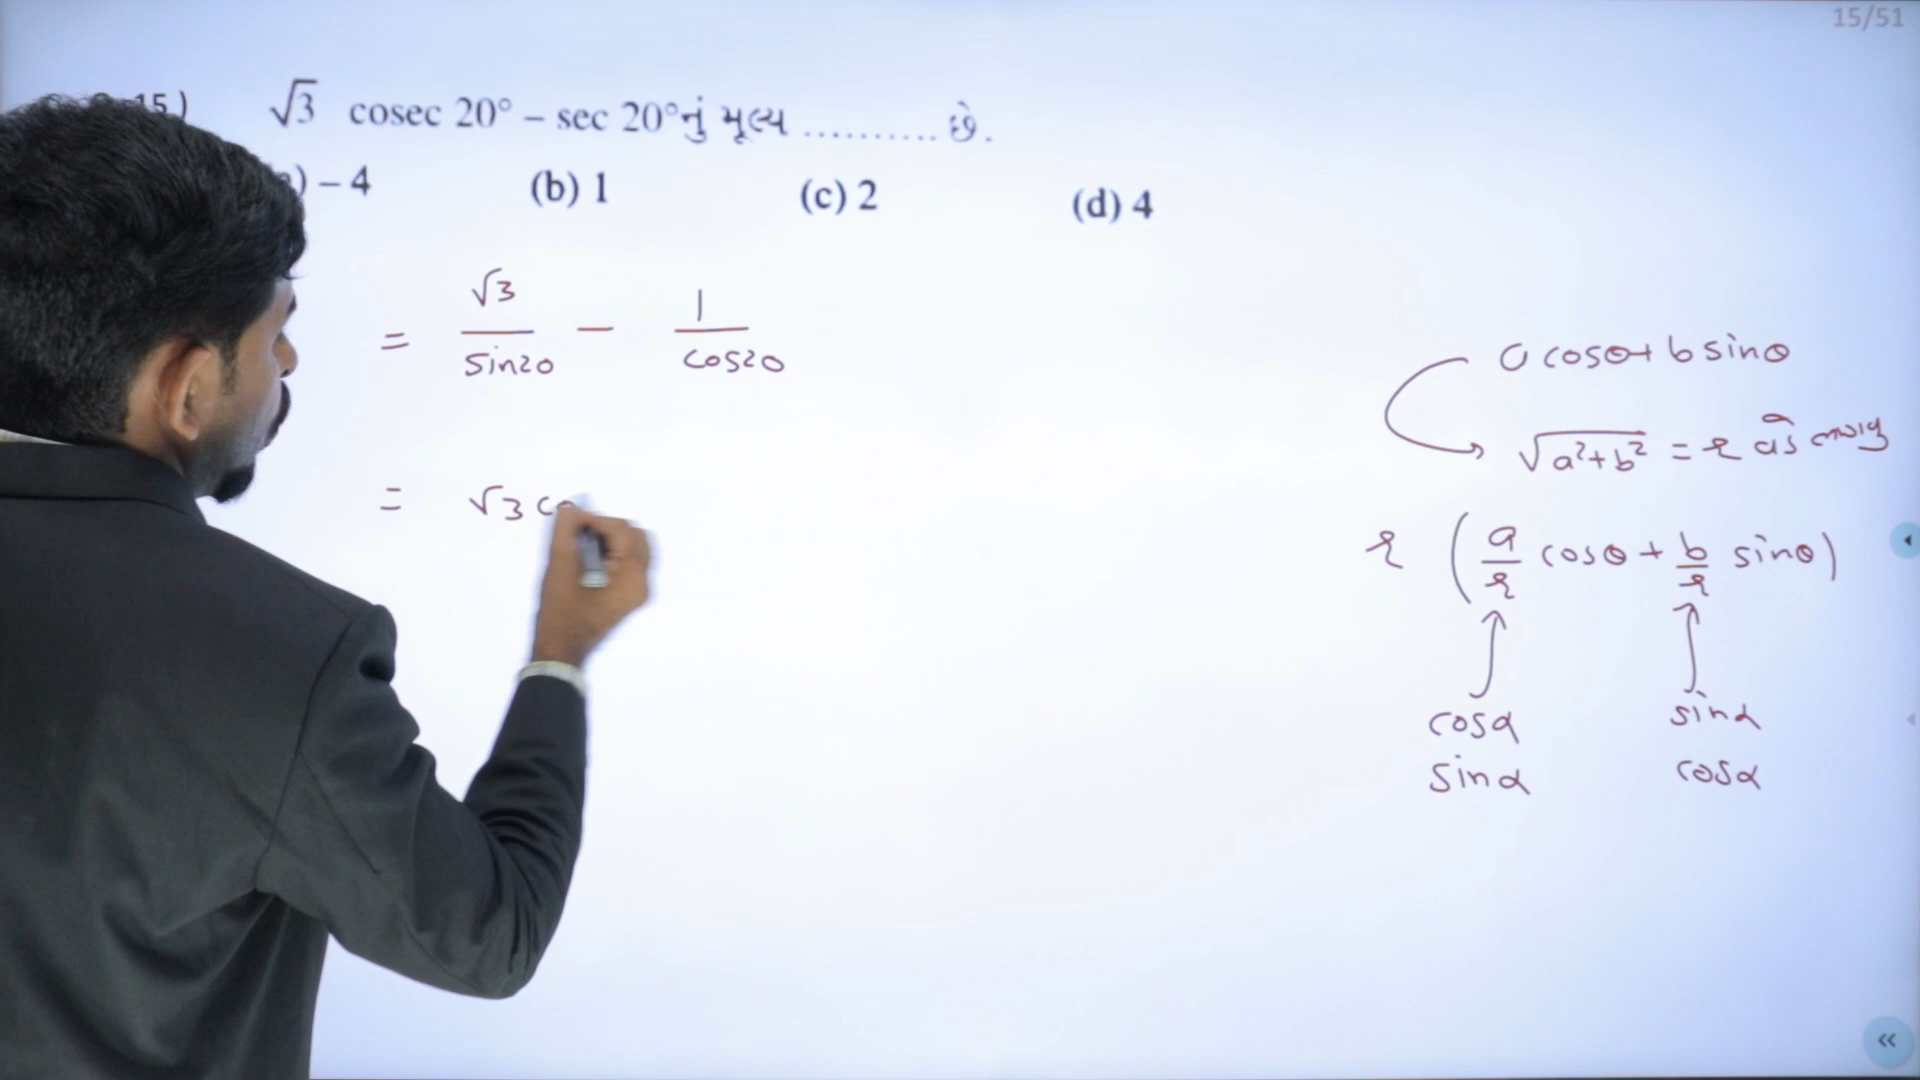 15/51
15)
√3 cosec 20° – sec 20°નું મૂલ્ય .......... છે.
) – 4 (b) 1 (c) 2 (d) 4
= √3/sin20 – 1/cos20
a cosθ + b sinθ
√a²+b² = r વડે
= √3 co
r (a/r cosθ + b/r sinθ)
cosα sinα
sinα cosα